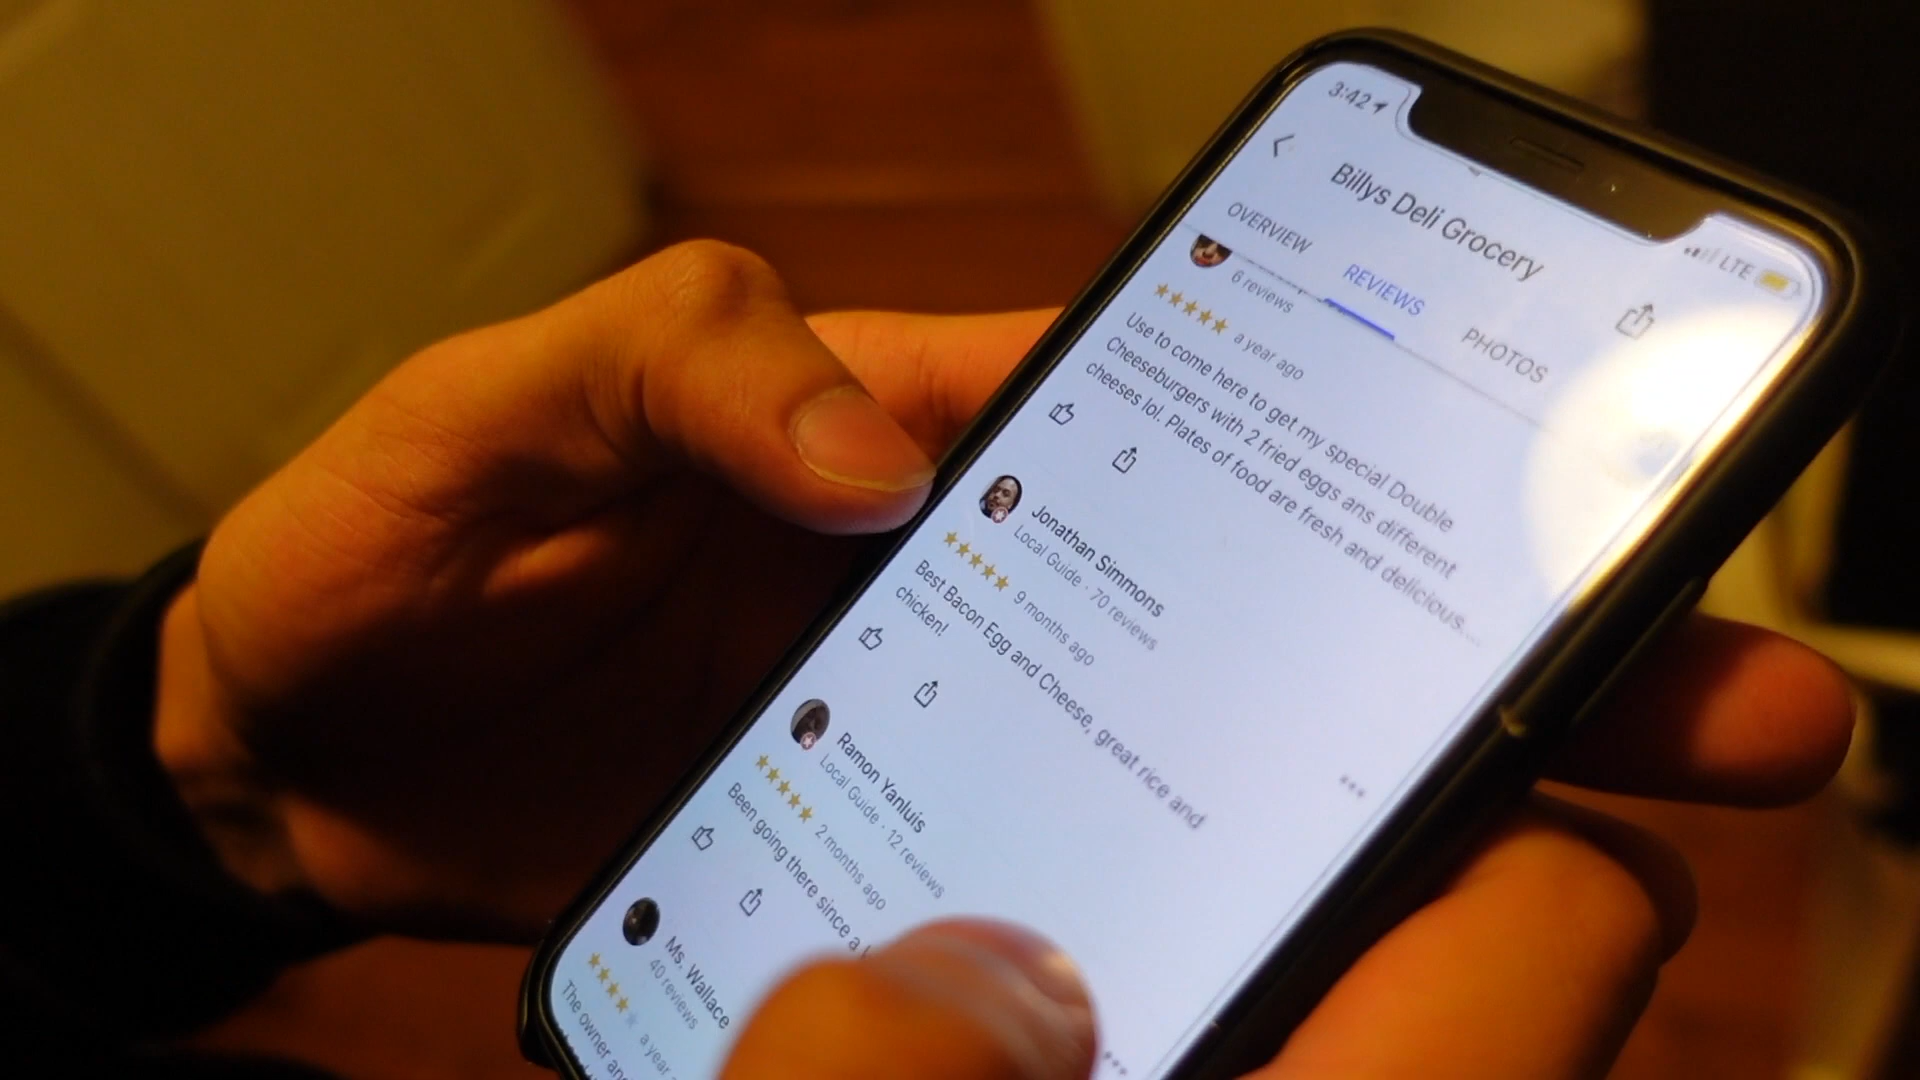 3:42
LTE
Billys Deli Grocery
OVERVIEW
REVIEWS
PHOTOS
6 reviews
a year ago
Use to come here to get my special Double
Cheeseburgers with 2 fried eggs ans different
cheeses lol. Plates of food are fresh and delicious...
Jonathan Simmons
Local Guide · 70 reviews
9 months ago
Best Bacon Egg and Cheese, great rice and
chicken!
Ramon Yanluis
Local Guide · 12 reviews
2 months ago
Been going there since a
Ms. Wallace
40 reviews
a year
The owner